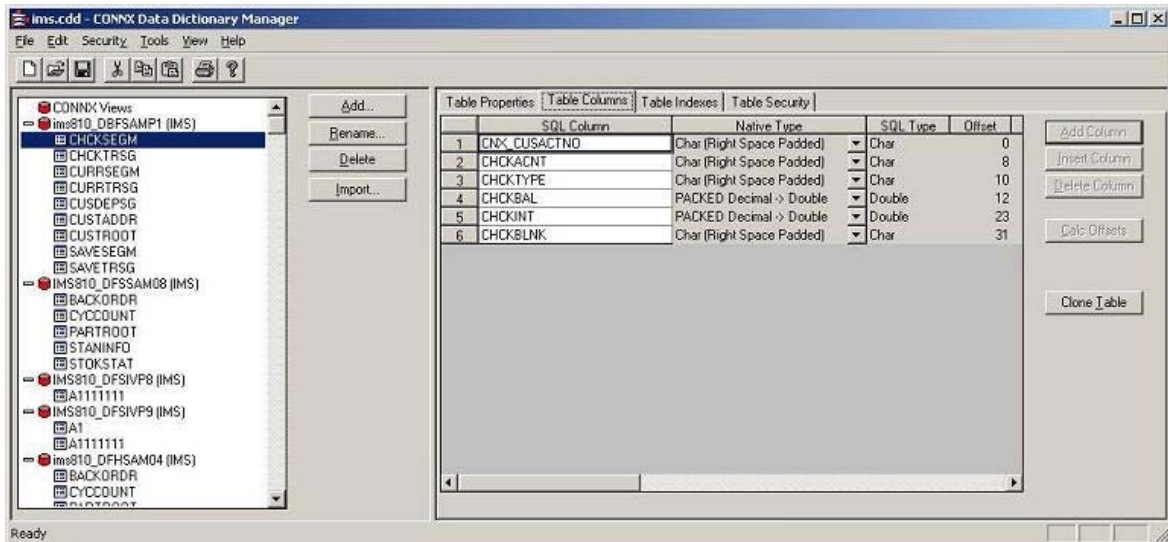 ims.cdd - CONNX Data Dictionary Manager
File Edit Security Tools View Help
CONNX Views
ims810_DBFSAMP1 (IMS)
CHCKSEGM
CHCKTRSG
CURRSEGM
CURRTRSG
CUSDEPSG
CUSTADDR
CUSTROOT
SAVESEGM
SAVETRSG
IMS810_DFSSAM08 (IMS)
BACKORDR
CYCCOUNT
PARTROOT
STANINFO
STOKSTAT
IMS810_DFSIVP8 (IMS)
A1111111
IMS810_DFSIVP9 (IMS)
A1
A1111111
ims810_DFHSAM04 (IMS)
BACKORDR
CYCCOUNT
PARTROOT
Add...
Rename...
Delete
Import...
Table Properties Table Columns Table Indexes Table Security
SQL Column Native Type SQL Type Offset
1 CNX_CUSACTNO Char (Right Space Padded) Char 0
2 CHCKACNT Char (Right Space Padded) Char 8
3 CHCKTYPE Char (Right Space Padded) Char 10
4 CHCKBAL PACKED Decimal -> Double Double 12
5 CHCKINT PACKED Decimal -> Double Double 23
6 CHCKBLNK Char (Right Space Padded) Char 31
Add Column
Insert Column
Delete Column
Calc Offsets
Clone Table
Ready